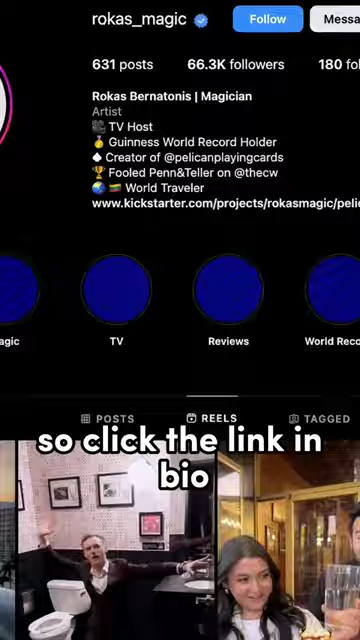 rokas_magic
Follow
Messa
631 posts 66.3K followers 180 fol
Rokas Bernatonis | Magician
Artist
TV Host
Guinness World Record Holder
Creator of @pelicanplayingcards
Fooled Penn&Teller on @thecw
World Traveler
www.kickstarter.com/projects/rokasmagic/pelic
agic TV Reviews World Reco
POSTS REELS TAGGED
so click the link in
bio